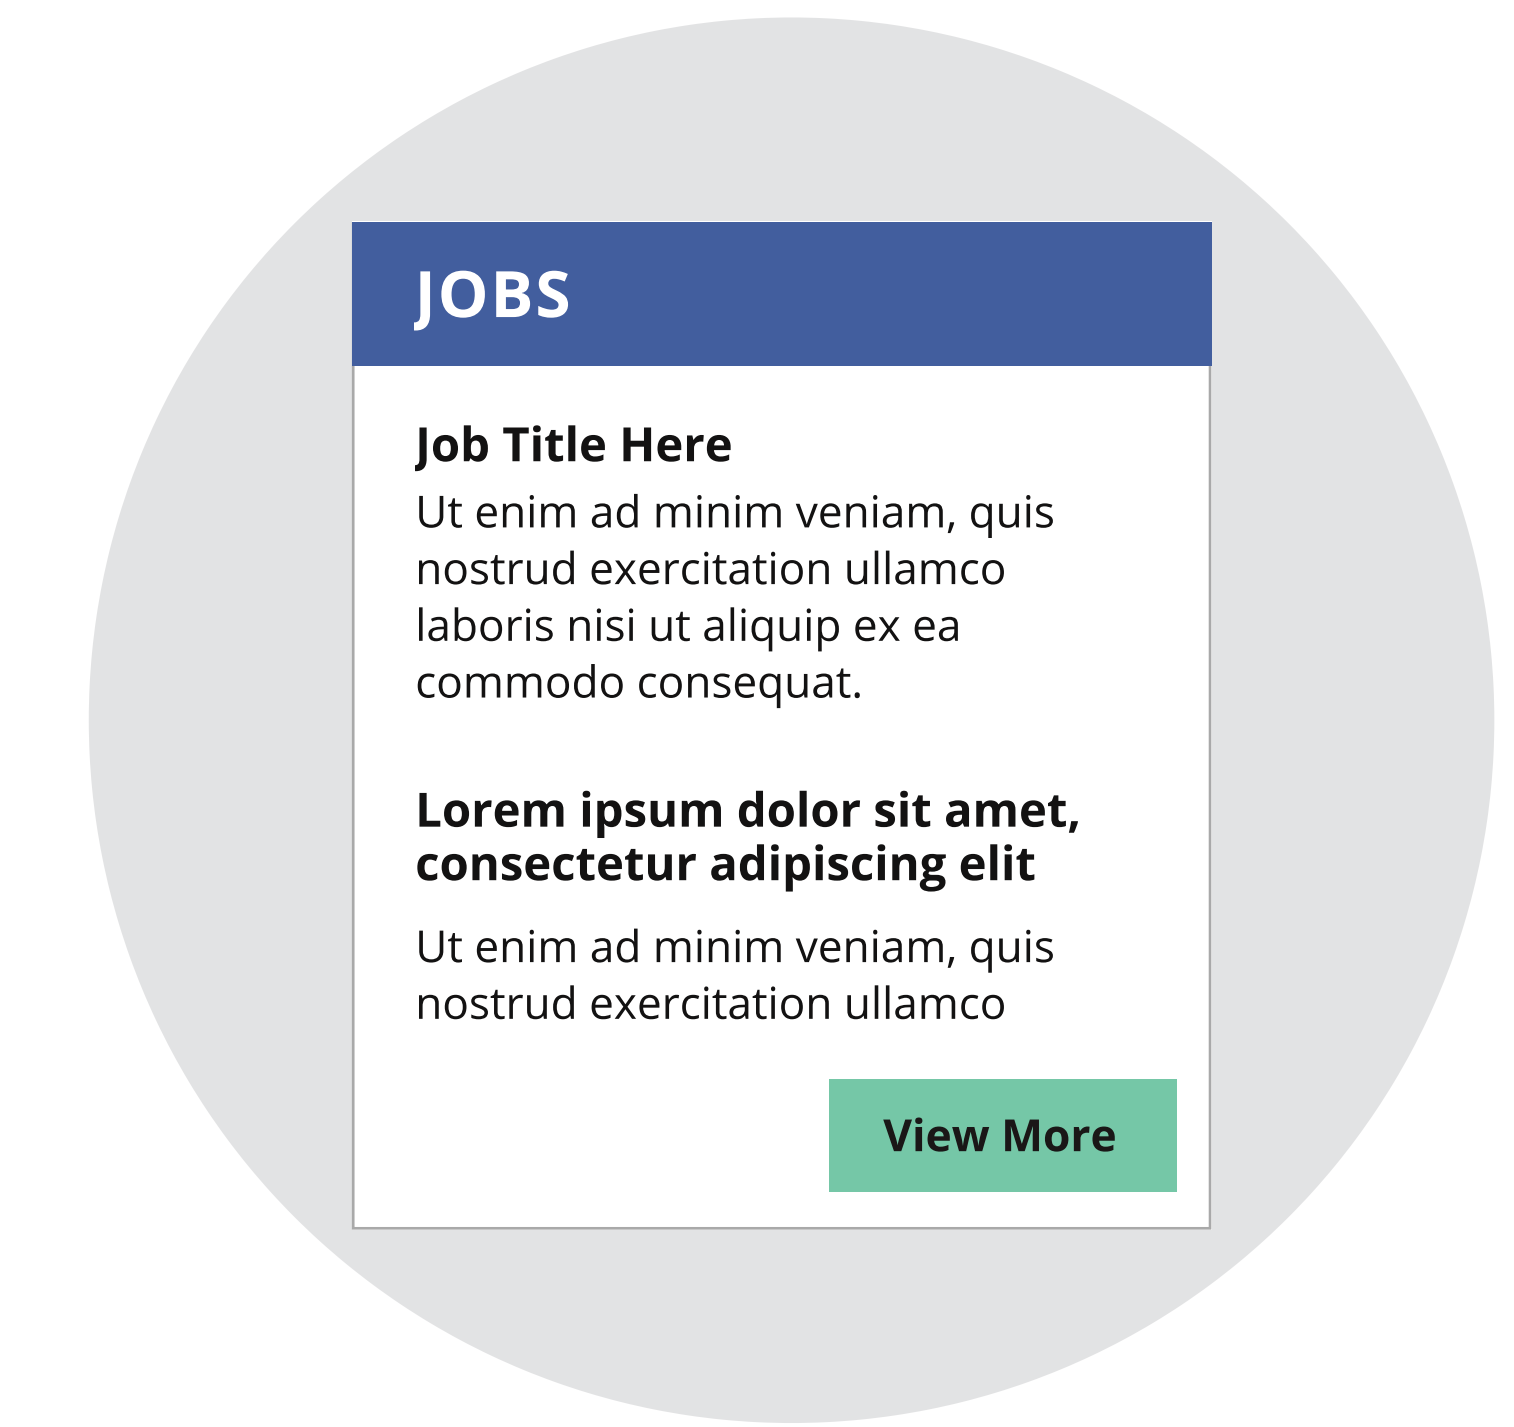 JOBS
Job Title Here
Ut enim ad minim veniam, quis
nostrud exercitation ullamco
laboris nisi ut aliquip ex ea
commodo consequat.
Lorem ipsum dolor sit amet,
consectetur adipiscing elit
Ut enim ad minim veniam, quis
nostrud exercitation ullamco
View More